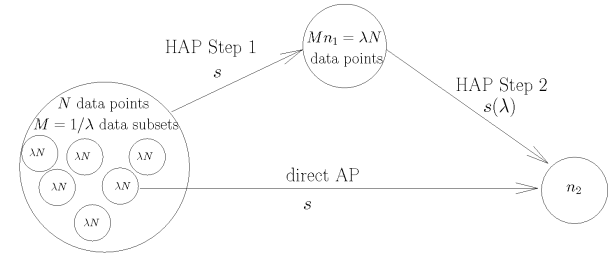 HAP Step 1
s
Mn₁ = λN
data points
HAP Step 2
s(λ)
N data points
M = 1/λ data subsets
λN
λN
λN
λN
λN
λN
direct AP
s
n₂